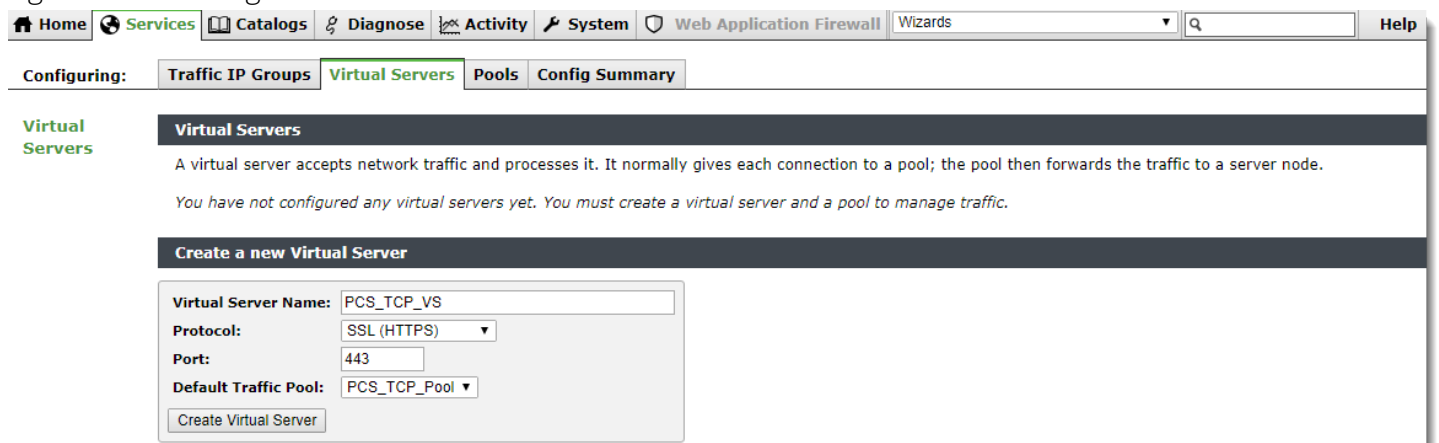 Home Services Catalogs Diagnose Activity System Web Application Firewall Wizards Help
Configuring: Traffic IP Groups Virtual Servers Pools Config Summary
Virtual
Servers
Virtual Servers
A virtual server accepts network traffic and processes it. It normally gives each connection to a pool; the pool then forwards the traffic to a server node.
You have not configured any virtual servers yet. You must create a virtual server and a pool to manage traffic.
Create a new Virtual Server
Virtual Server Name: PCS_TCP_VS
Protocol: SSL (HTTPS)
Port: 443
Default Traffic Pool: PCS_TCP_Pool
Create Virtual Server